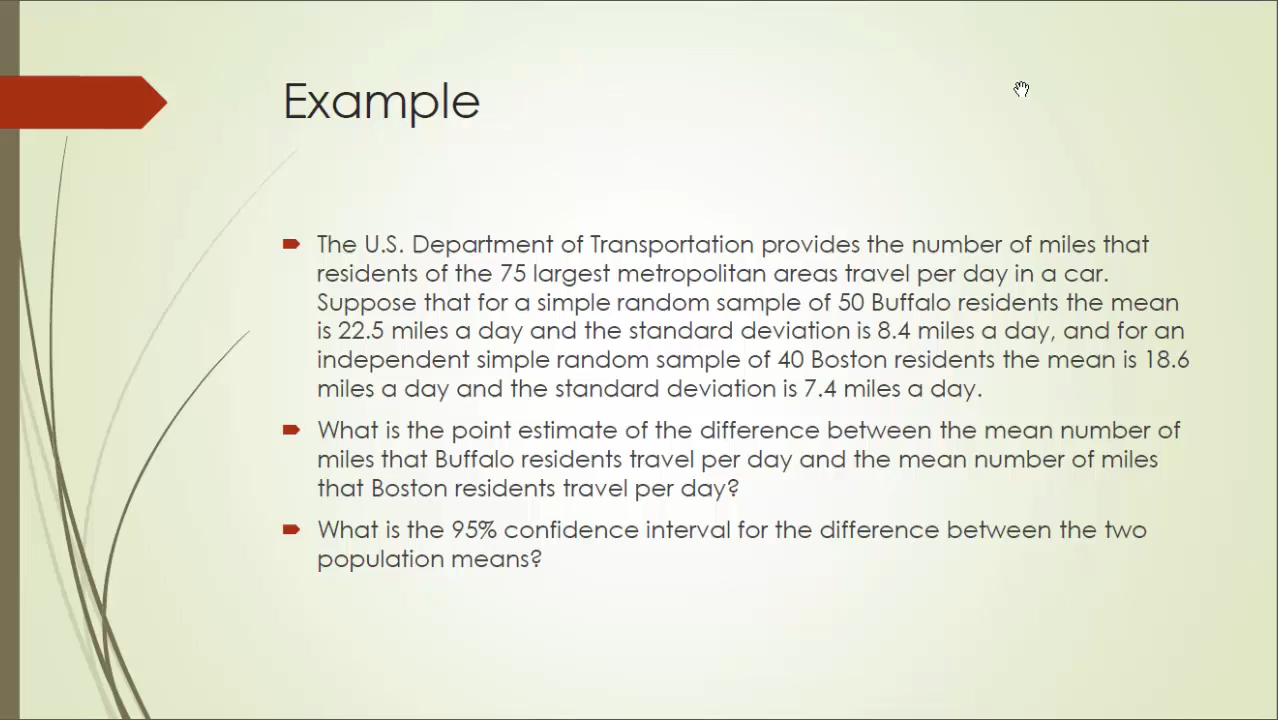 Example
The U.S. Department of Transportation provides the number of miles that
residents of the 75 largest metropolitan areas travel per day in a car.
Suppose that for a simple random sample of 50 Buffalo residents the mean
is 22.5 miles a day and the standard deviation is 8.4 miles a day, and for an
independent simple random sample of 40 Boston residents the mean is 18.6
miles a day and the standard deviation is 7.4 miles a day.
What is the point estimate of the difference between the mean number of
miles that Buffalo residents travel per day and the mean number of miles
that Boston residents travel per day?
What is the 95% confidence interval for the difference between the two
population means?